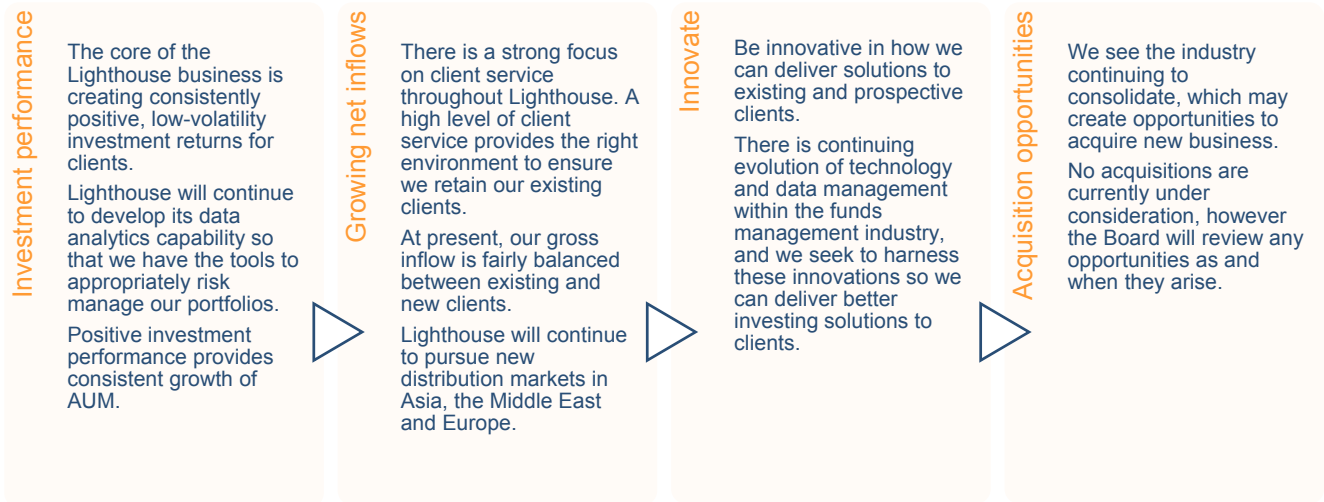 Investment performance
The core of the
Lighthouse business is
creating consistently
positive, low-volatility
investment returns for
clients.
Lighthouse will continue
to develop its data
analytics capability so
that we have the tools to
appropriately risk
manage our portfolios.
Positive investment
performance provides
consistent growth of
AUM.
Growing net inflows
There is a strong focus
on client service
throughout Lighthouse. A
high level of client
service provides the right
environment to ensure
we retain our existing
clients.
At present, our gross
inflow is fairly balanced
between existing and
new clients.
Lighthouse will continue
to pursue new
distribution markets in
Asia, the Middle East
and Europe.
Innovate
Be innovative in how we
can deliver solutions to
existing and prospective
clients.
There is continuing
evolution of technology
and data management
within the funds
management industry,
and we seek to harness
these innovations so we
can deliver better
investing solutions to
clients.
Acquisition opportunities
We see the industry
continuing to
consolidate, which may
create opportunities to
acquire new business.
No acquisitions are
currently under
consideration, however
the Board will review any
opportunities as and
when they arise.